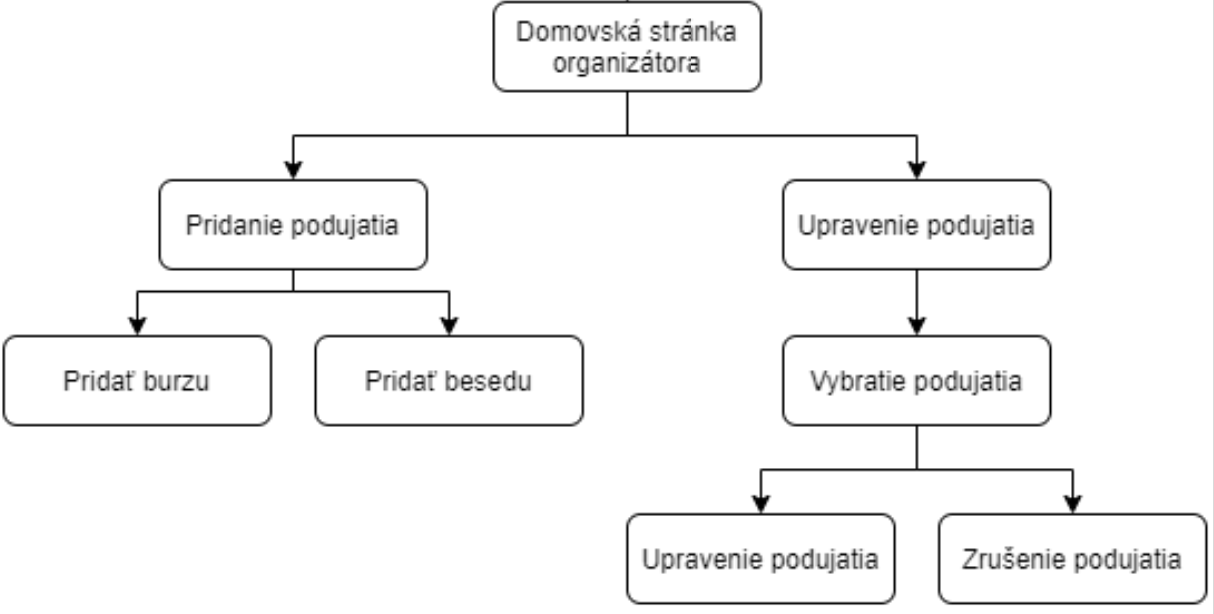 Domovská stránka
organizátora
Pridanie podujatia
Upravenie podujatia
Pridať burzu
Pridať besedu
Vybratie podujatia
Upravenie podujatia
Zrušenie podujatia